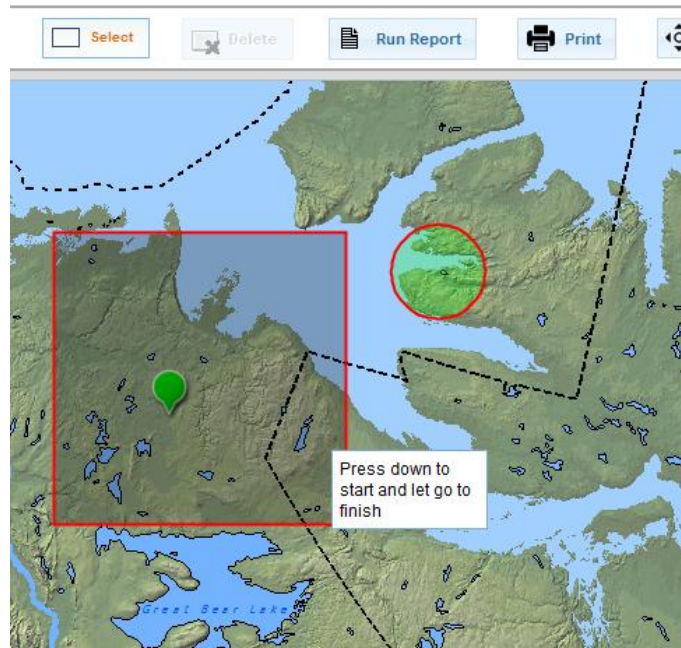 Select
Delete
Run Report
Print
Press down to
start and let go to
finish
Great Bear Lake